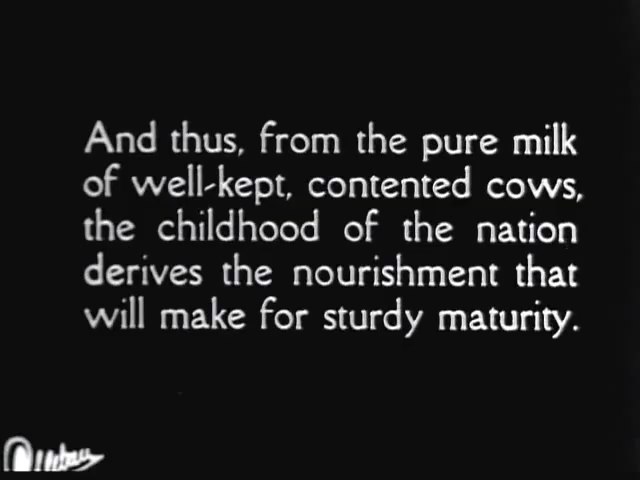 And thus, from the pure milk
of well-kept, contented cows,
the childhood of the nation
derives the nourishment that
will make for sturdy maturity.
Urban